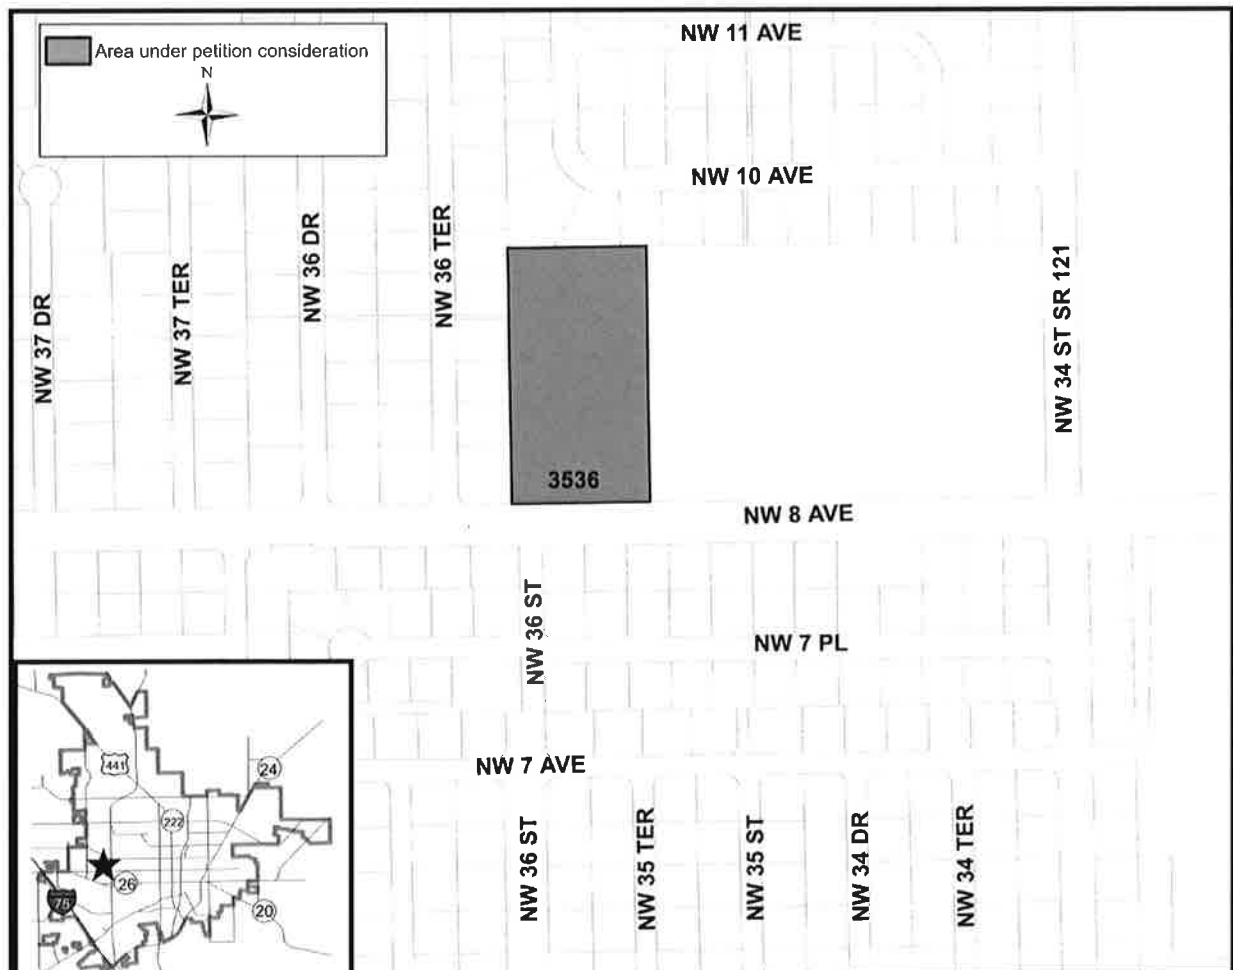 NW 11 AVE
Area under petition consideration
N
NW 10 AVE
NW 37 DR
NW 37 TER
NW 36 DR
NW 36 TER
NW 34 ST SR 121
3536
NW 8 AVE
NW 36 ST
NW 7 PL
NW 7 AVE
441
24
222
26
75
20
NW 36 ST
NW 35 TER
NW 35 ST
NW 34 DR
NW 34 TER